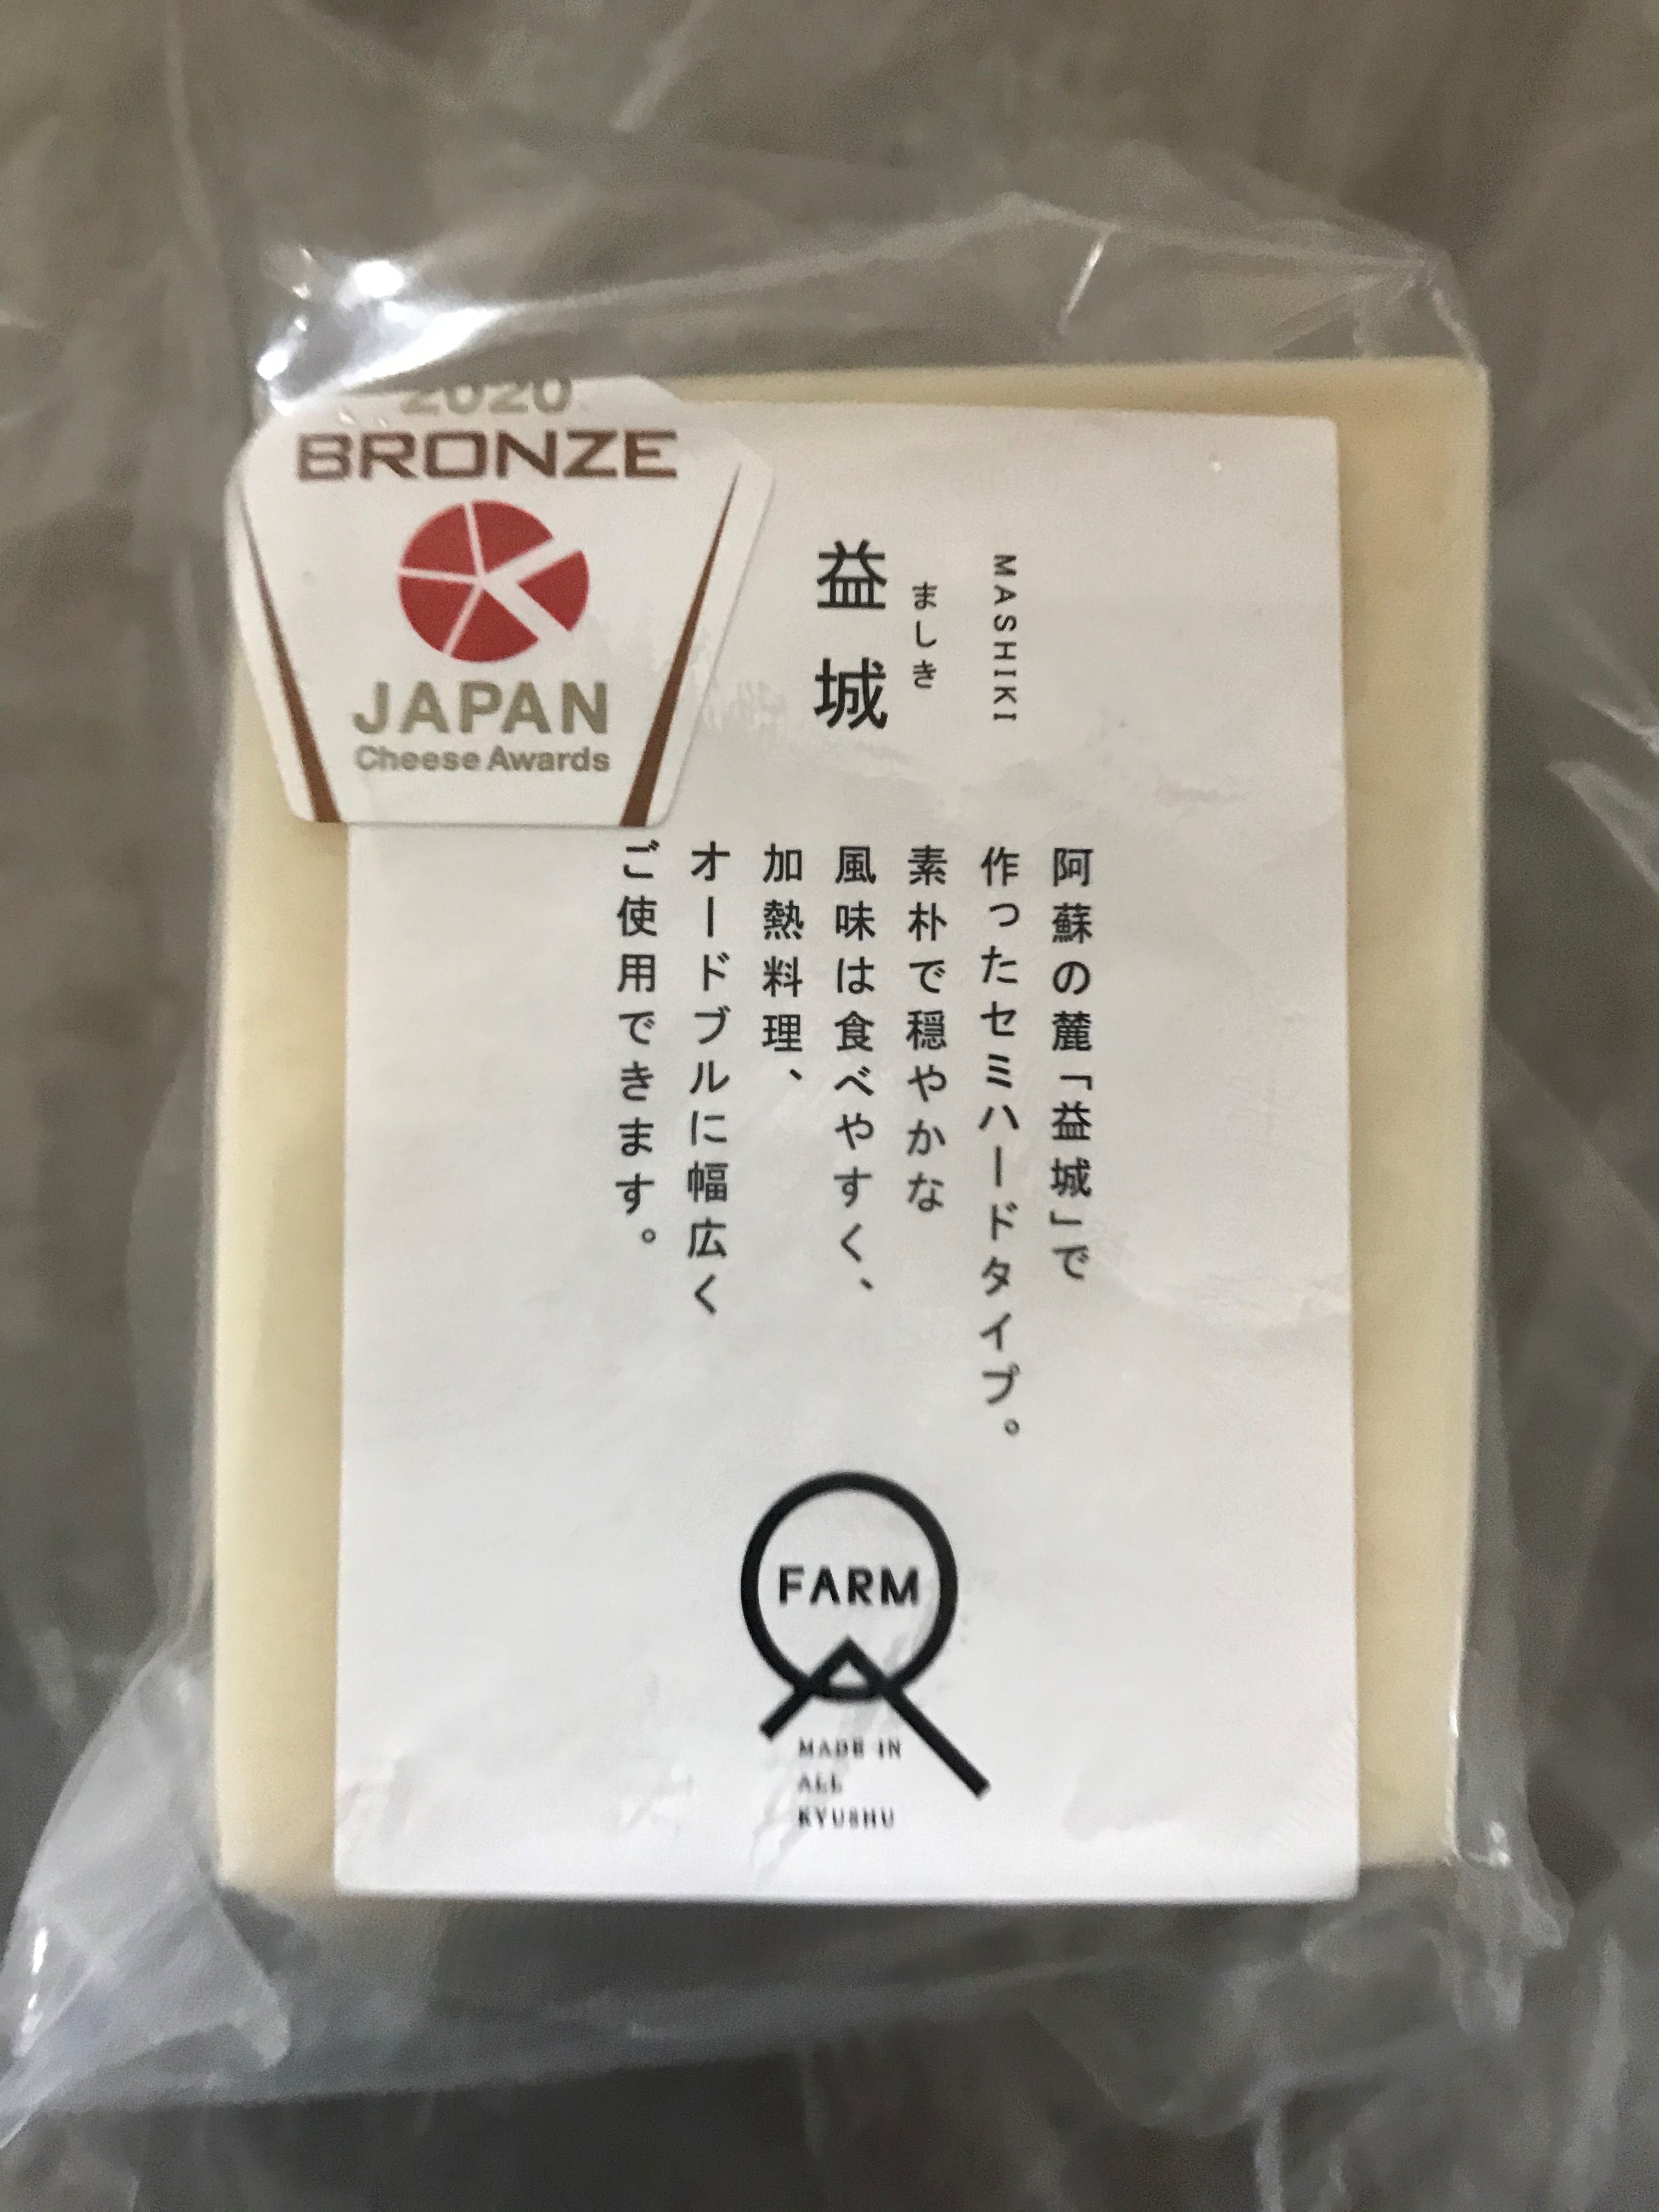 2020
BRONZE
JAPAN
Cheese Awards
MASHIKI
ましき
益城
阿蘇の麓「益城」で
作ったセミハードタイプ。
素朴で穏やかな
風味は食べやすく、
加熱料理、
オードブルに幅広く
ご使用できます。
FARM
MADE IN
ALL
KYUSHU